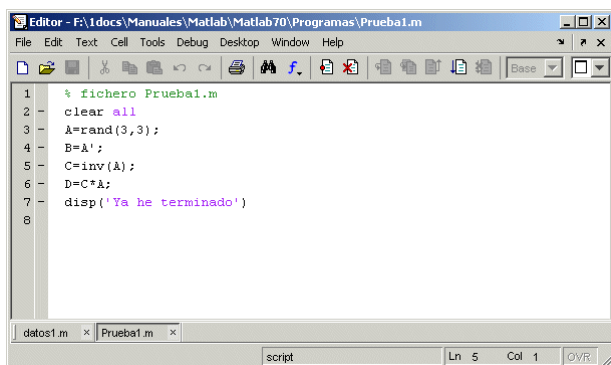 Editor - F:\1docs\Manuales\Matlab\Matlab70\Programas\Prueba1.m
File Edit Text Cell Tools Debug Desktop Window Help
Base
1 % fichero Prueba1.m
2 - clear all
3 - A=rand(3,3);
4 - B=A';
5 - C=inv(A);
6 - D=C*A;
7 - disp('Ya he terminado')
8
datos1.m × Prueba1.m ×
script Ln 5 Col 1 OVR